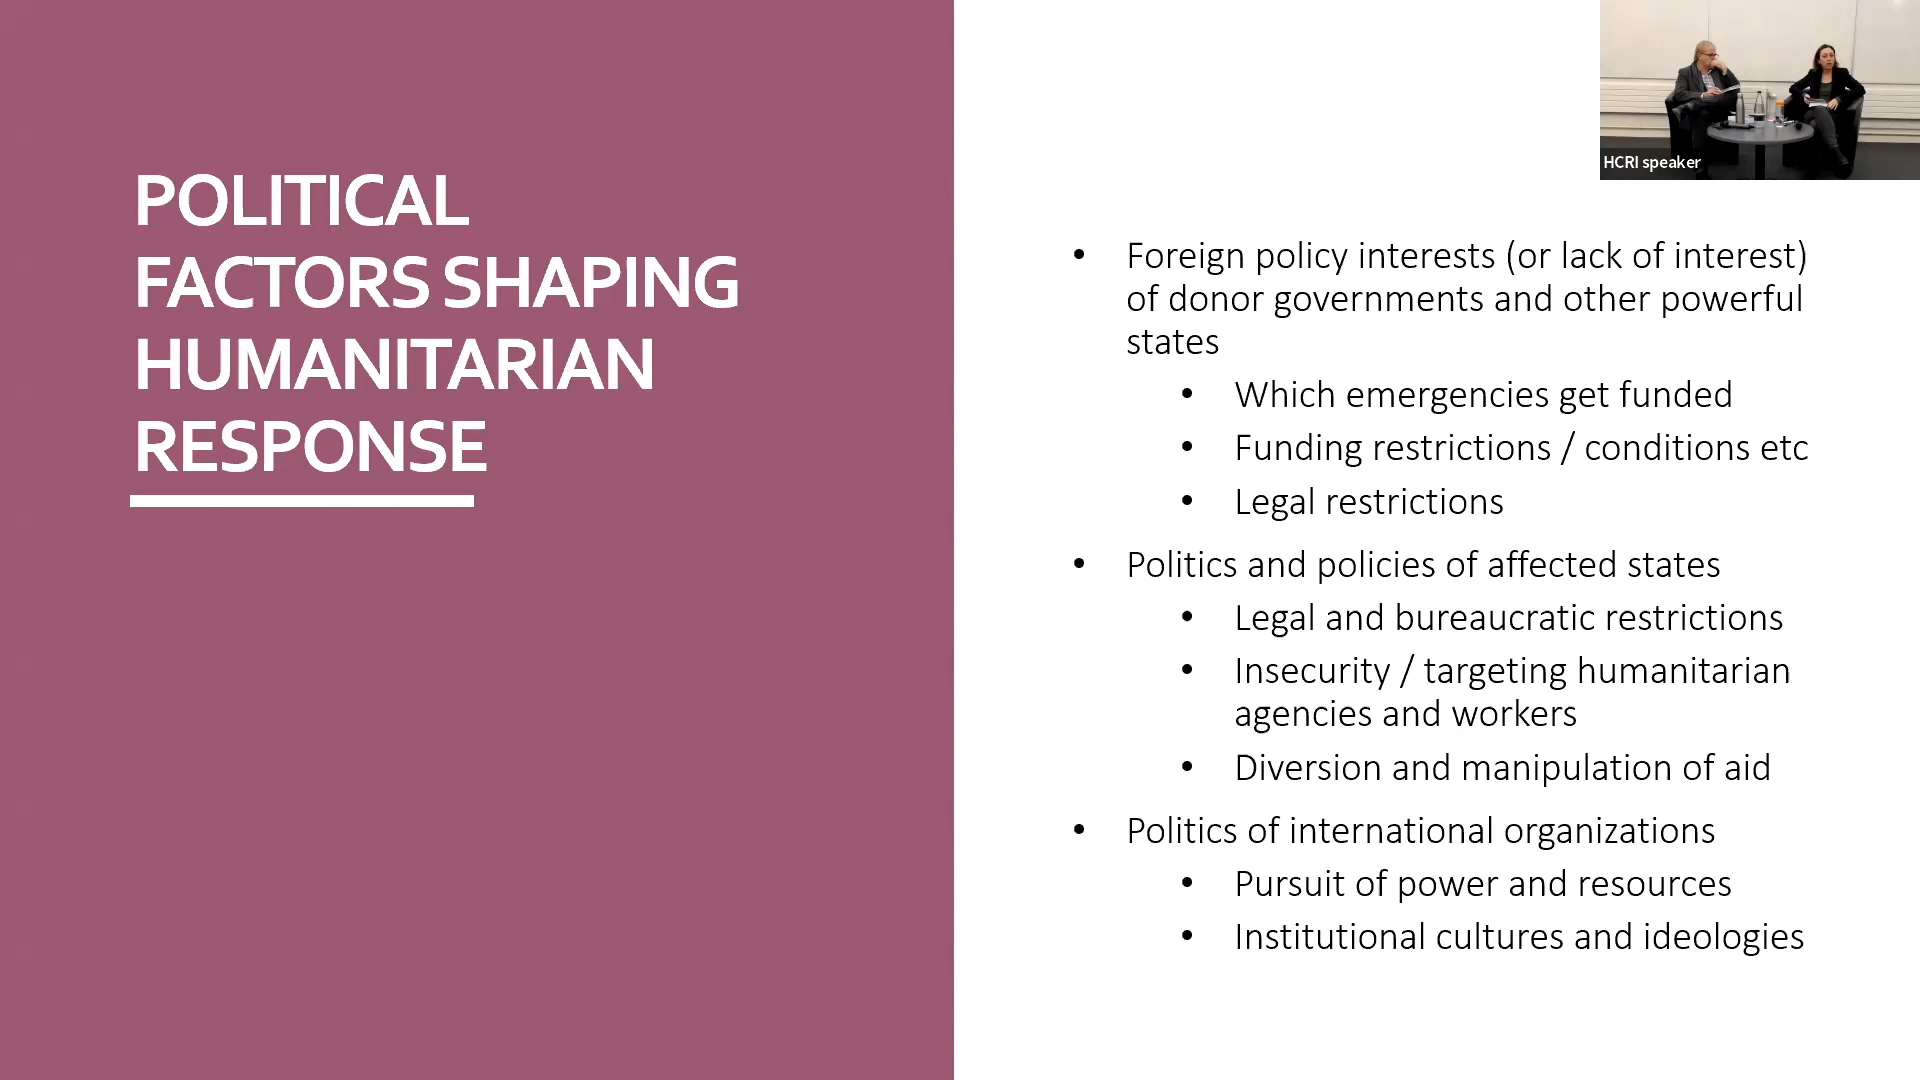 POLITICAL
FACTORS SHAPING
HUMANITARIAN
RESPONSE
HCRI speaker
• Foreign policy interests (or lack of interest)
of donor governments and other powerful
states
• Which emergencies get funded
• Funding restrictions / conditions etc
• Legal restrictions
• Politics and policies of affected states
• Legal and bureaucratic restrictions
• Insecurity / targeting humanitarian
agencies and workers
• Diversion and manipulation of aid
• Politics of international organizations
• Pursuit of power and resources
• Institutional cultures and ideologies